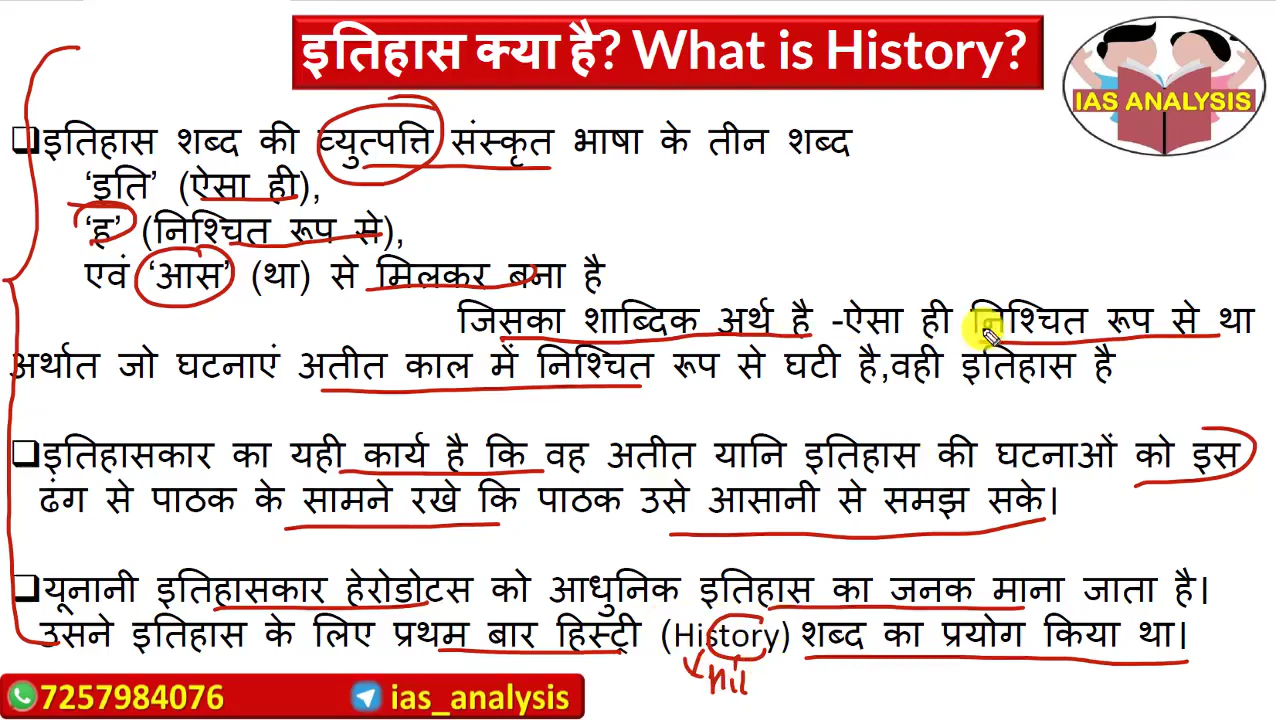 इतिहास क्या है? What is History?
IAS ANALYSIS
इतिहास शब्द की व्युत्पत्ति संस्कृत भाषा के तीन शब्द
‘इति’ (ऐसा ही),
‘ह’ (निश्चित रूप से),
एवं ‘आस’ (था) से मिलकर बना है
जिसका शाब्दिक अर्थ है -ऐसा ही निश्चित रूप से था
अर्थात जो घटनाएं अतीत काल में निश्चित रूप से घटी है,वही इतिहास है
इतिहासकार का यही कार्य है कि वह अतीत यानि इतिहास की घटनाओं को इस
ढंग से पाठक के सामने रखे कि पाठक उसे आसानी से समझ सके।
यूनानी इतिहासकार हेरोडोटस को आधुनिक इतिहास का जनक माना जाता है।
उसने इतिहास के लिए प्रथम बार हिस्ट्री (History) शब्द का प्रयोग किया था।
7257984076 ias_analysis